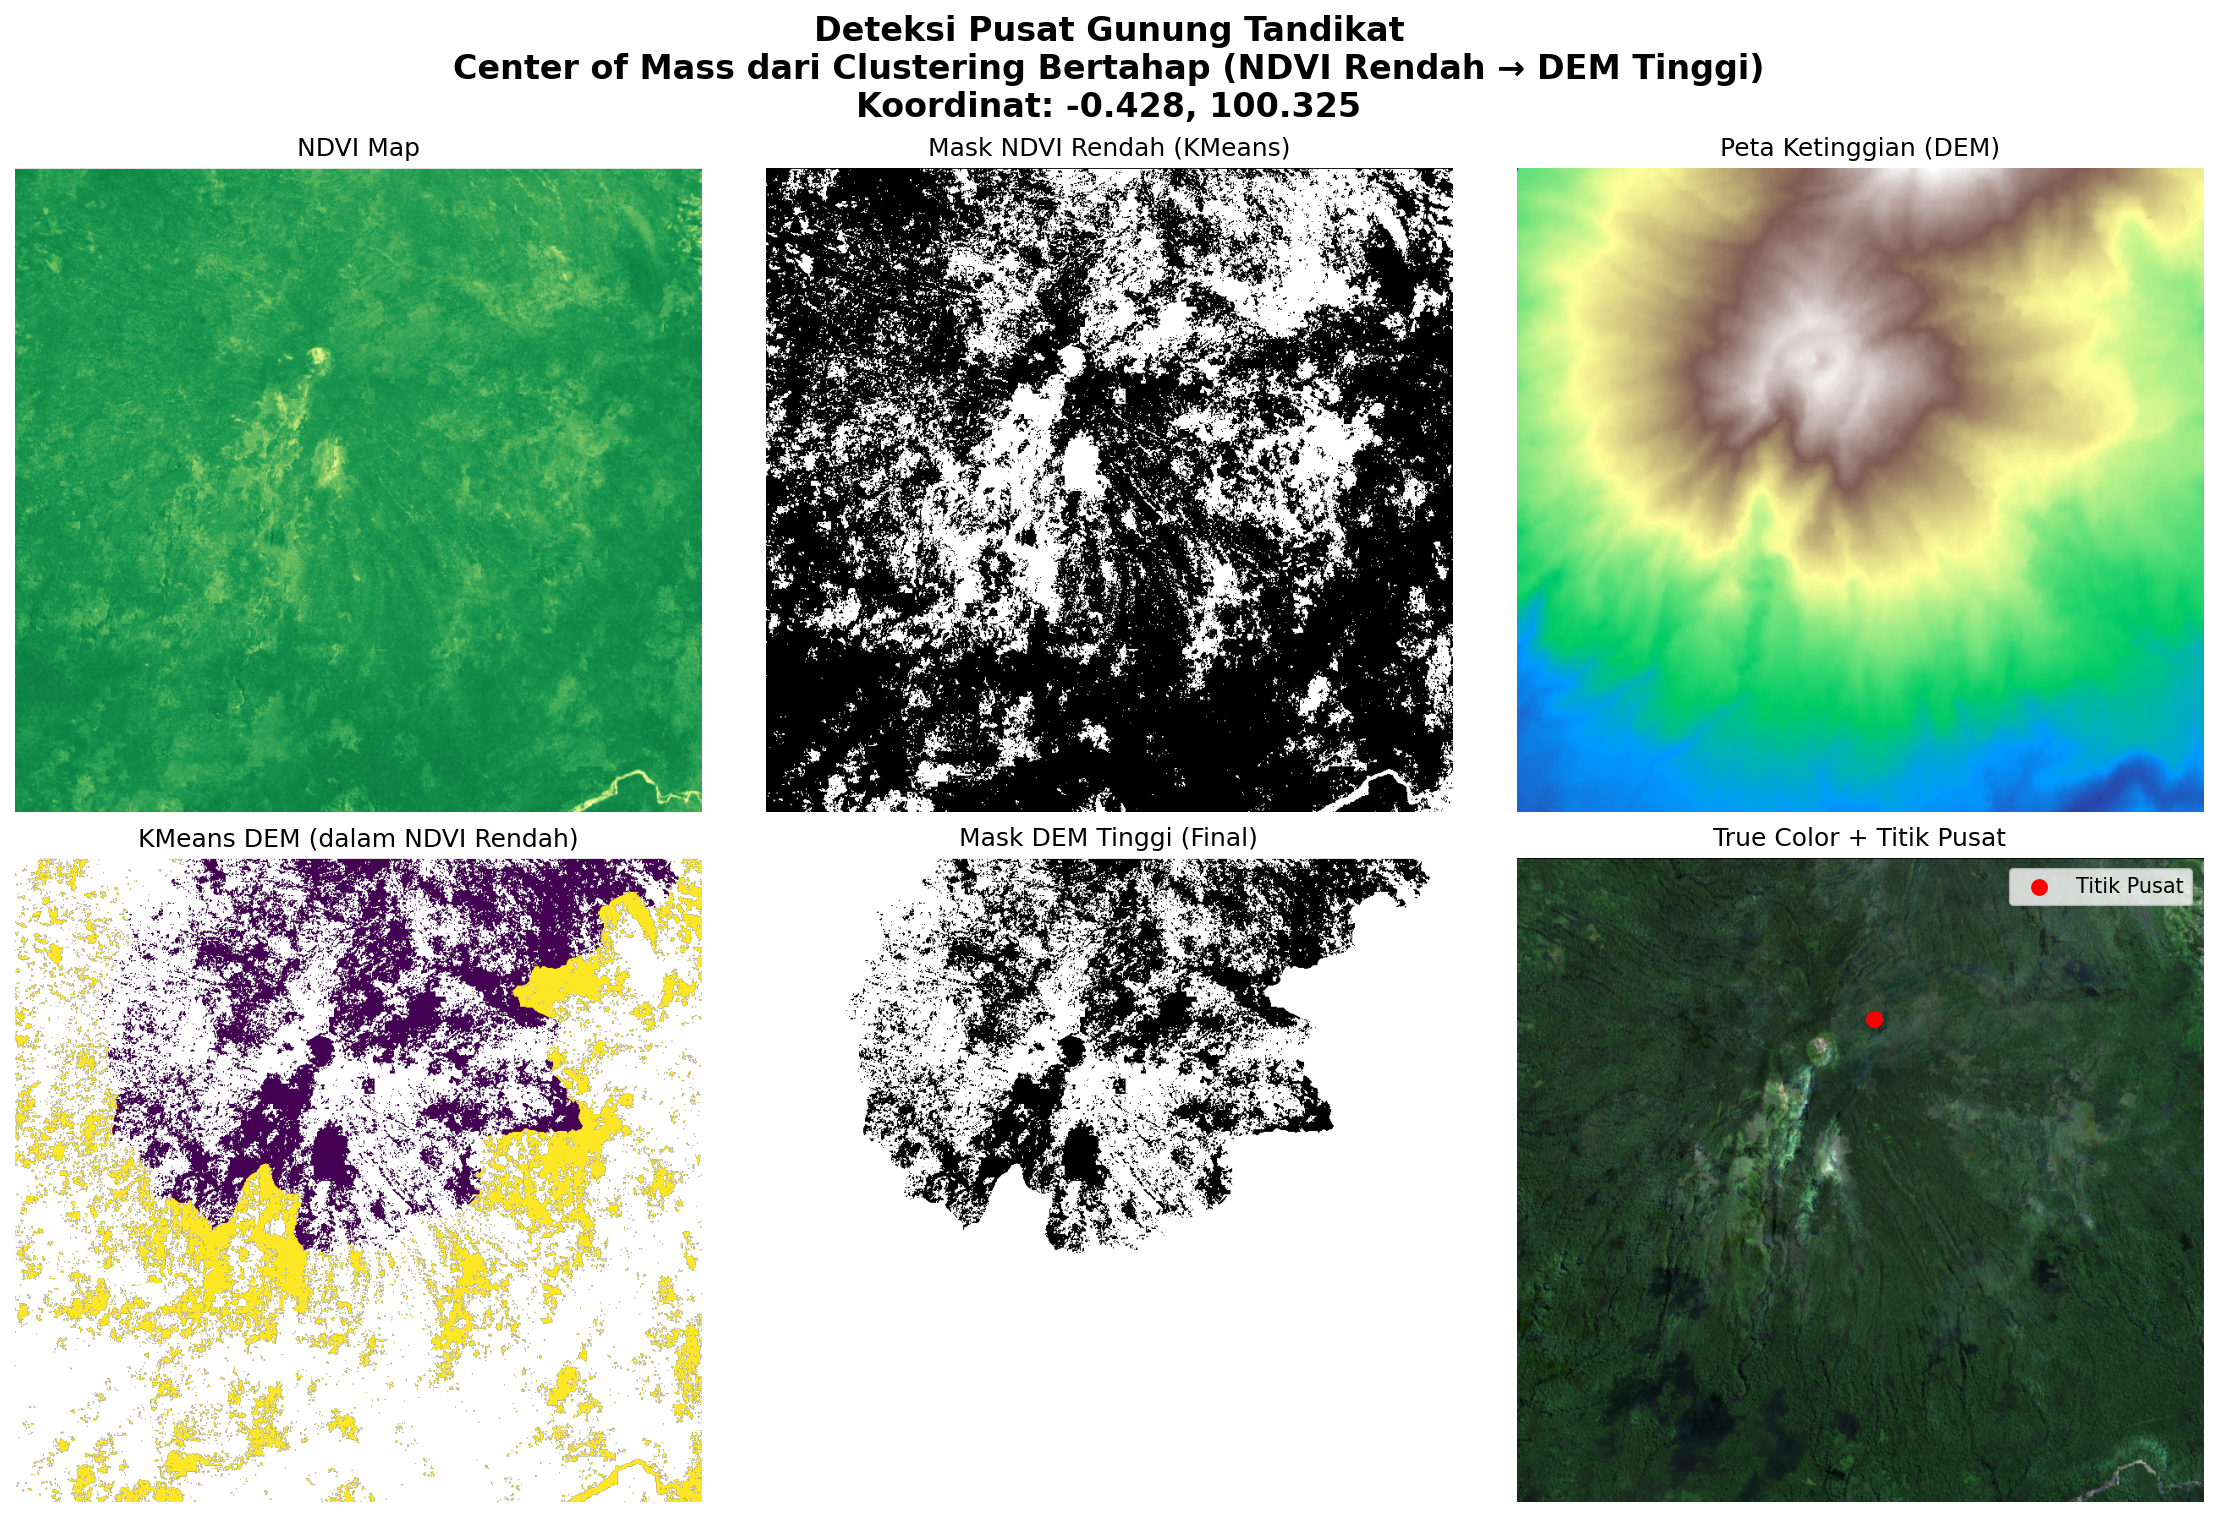 Deteksi Pusat Gunung Tandikat
Center of Mass dari Clustering Bertahap (NDVI Rendah → DEM Tinggi)
Koordinat: -0.428, 100.325
NDVI Map
Mask NDVI Rendah (KMeans)
Peta Ketinggian (DEM)
KMeans DEM (dalam NDVI Rendah)
Mask DEM Tinggi (Final)
True Color + Titik Pusat
Titik Pusat